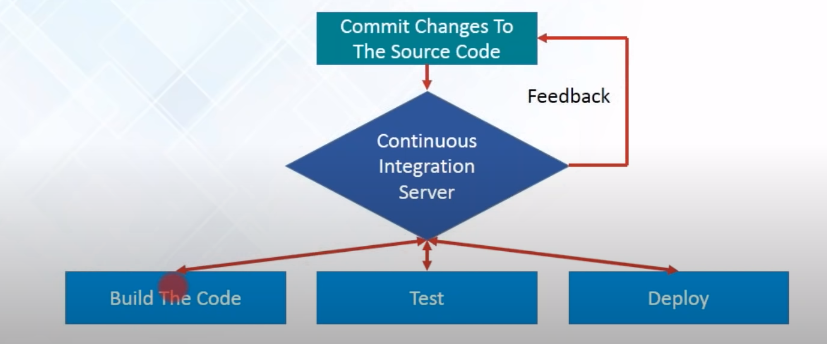 Commit Changes To
The Source Code
Feedback
Continuous
Integration
Server
Build The Code
Test
Deploy